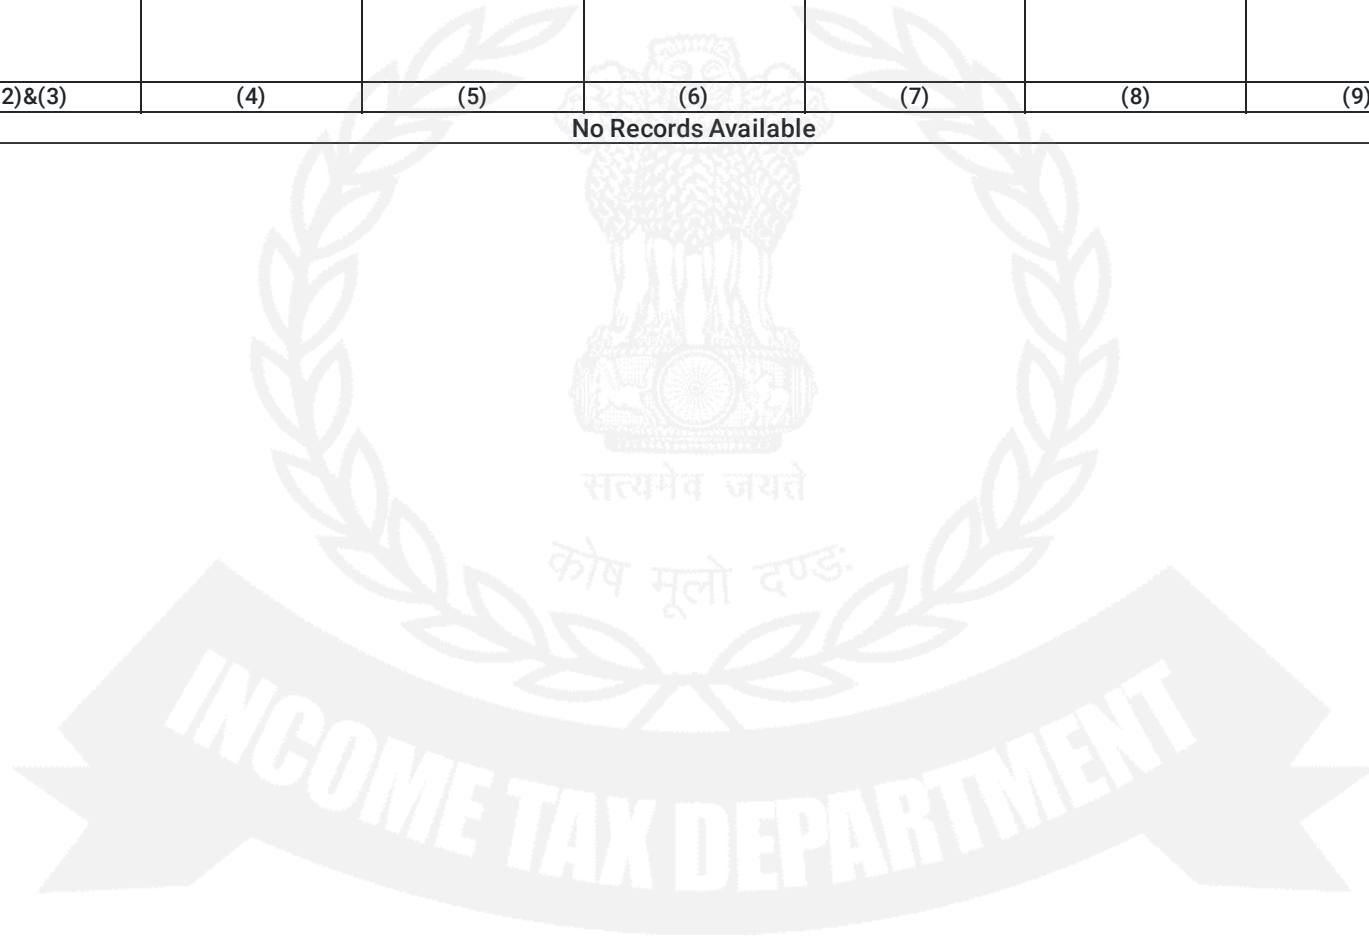 2)&(3) (4) (5) (6) (7) (8) (9)
No Records Available
सत्यमेव जयते
कोष मूलो दण्डः
INCOME TAX DEPARTMENT